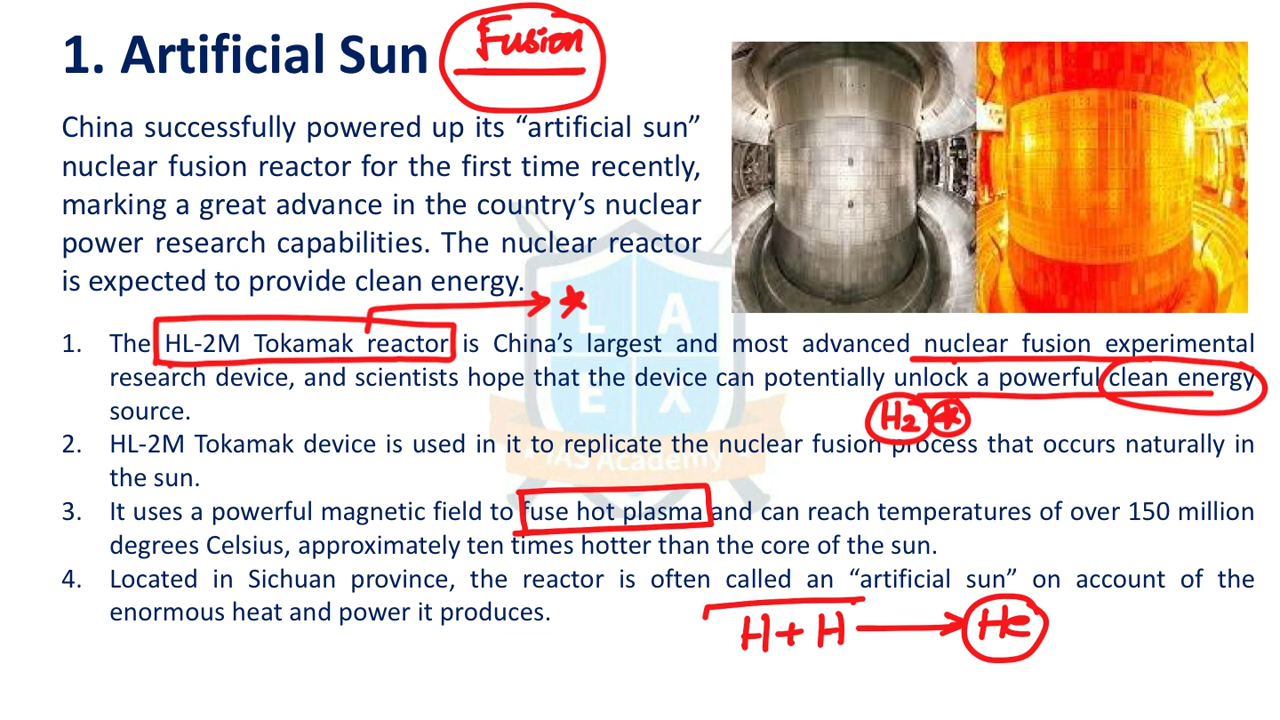 1. Artificial Sun Fusion
China successfully powered up its “artificial sun”
nuclear fusion reactor for the first time recently,
marking a great advance in the country’s nuclear
power research capabilities. The nuclear reactor
is expected to provide clean energy.
1. The HL-2M Tokamak reactor is China’s largest and most advanced nuclear fusion experimental
research device, and scientists hope that the device can potentially unlock a powerful clean energy
source.
H2
2. HL-2M Tokamak device is used in it to replicate the nuclear fusion process that occurs naturally in
the sun.
3. It uses a powerful magnetic field to fuse hot plasma and can reach temperatures of over 150 million
degrees Celsius, approximately ten times hotter than the core of the sun.
4. Located in Sichuan province, the reactor is often called an “artificial sun” on account of the
enormous heat and power it produces.
H + H → He
L A
E X
IAS Academy